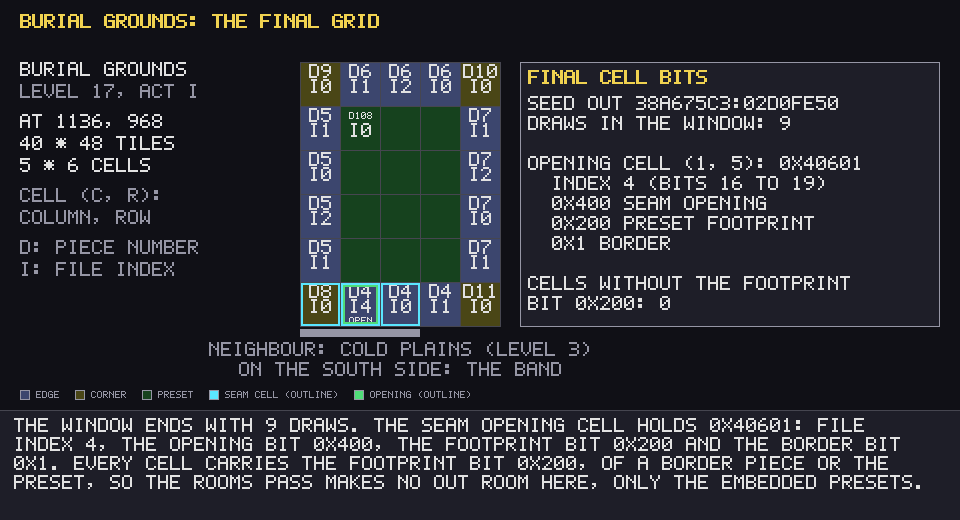 BURIAL GROUNDS: THE FINAL GRID
BURIAL GROUNDS
LEVEL 17, ACT I
AT 1136, 968
40 * 48 TILES
5 * 6 CELLS
CELL (C, R):
COLUMN, ROW
D: PIECE NUMBER
I: FILE INDEX
D9 D6 D6 D6 D10
I0 I1 I2 I0 I0
D5 D108 D7
I1 I0 I1
D5 D7
I0 I2
D5 D7
I2 I0
D5 D7
I1 I1
D8 D4 D4 D4 D11
I0 I4 I0 I1 I0
OPEN
NEIGHBOUR: COLD PLAINS (LEVEL 3)
ON THE SOUTH SIDE: THE BAND
FINAL CELL BITS
SEED OUT 38A675C3:02D0FE50
DRAWS IN THE WINDOW: 9
OPENING CELL (1, 5): 0X40601
INDEX 4 (BITS 16 TO 19)
0X400 SEAM OPENING
0X200 PRESET FOOTPRINT
0X1 BORDER
CELLS WITHOUT THE FOOTPRINT
BIT 0X200: 0
EDGE CORNER PRESET SEAM CELL (OUTLINE) OPENING (OUTLINE)
THE WINDOW ENDS WITH 9 DRAWS. THE SEAM OPENING CELL HOLDS 0X40601: FILE
INDEX 4, THE OPENING BIT 0X400, THE FOOTPRINT BIT 0X200 AND THE BORDER BIT
0X1. EVERY CELL CARRIES THE FOOTPRINT BIT 0X200, OF A BORDER PIECE OR THE
PRESET, SO THE ROOMS PASS MAKES NO OUT ROOM HERE, ONLY THE EMBEDDED PRESETS.